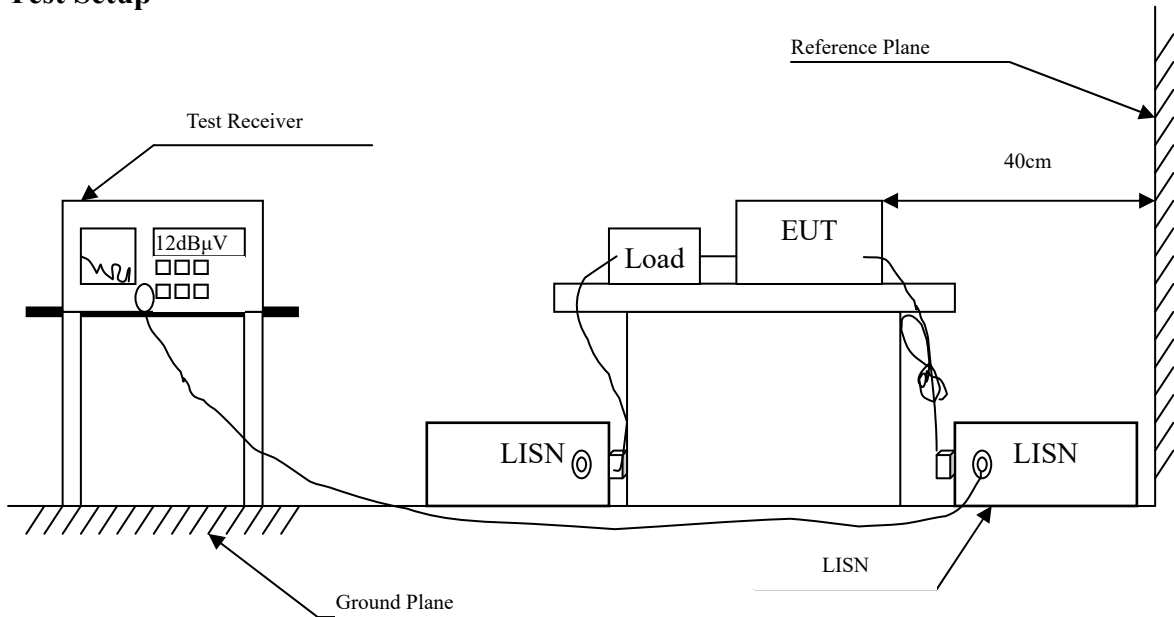 Test Setup
Reference Plane
Test Receiver
40cm
12dBμV
Load
EUT
LISN
LISN
LISN
Ground Plane